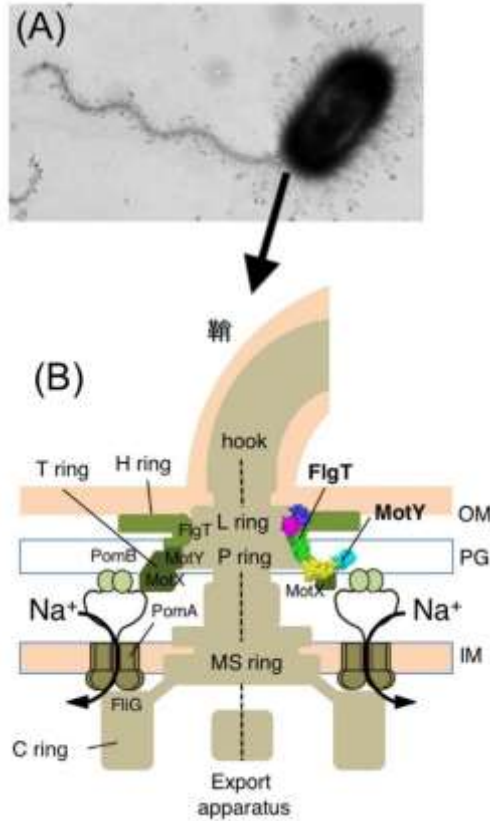 (A)
鞘
(B)
hook
H ring
T ring
FlgT
FlgT
L ring
MotY
OM
PomB
MotY
P ring
PG
MotX
MotX
Na⁺
PomA
Na⁺
MS ring
IM
FliG
C ring
Export
apparatus